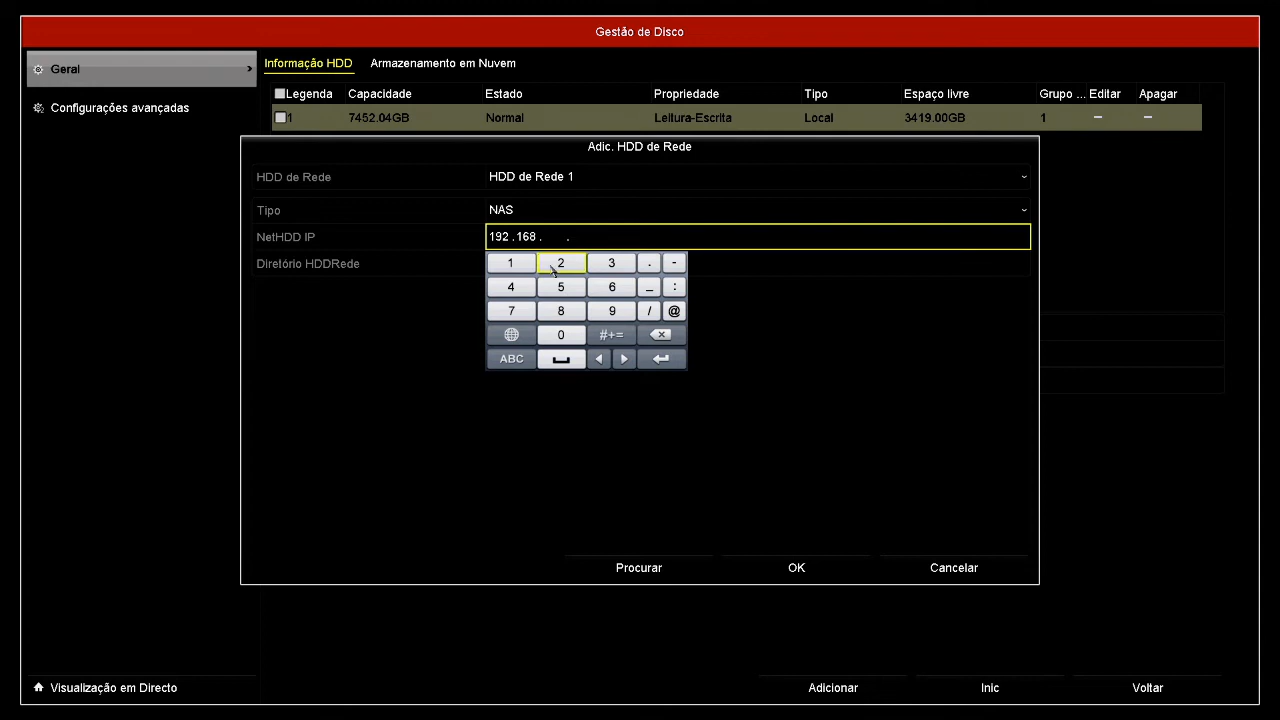 Gestão de Disco
Geral
Configurações avançadas
Informação HDD Armazenamento em Nuvem
Legenda Capacidade Estado Propriedade Tipo Espaço livre Grupo ... Editar Apagar
1 7452.04GB Normal Leitura-Escrita Local 3419.00GB 1 — —
Adic. HDD de Rede
HDD de Rede HDD de Rede 1
Tipo NAS
NetHDD IP 192 .168 . .
Diretório HDDRede
1 2 3 . -
4 5 6 _ :
7 8 9 / @
0 #+=
ABC
Procurar OK Cancelar
Visualização em Directo
Adicionar Inic Voltar